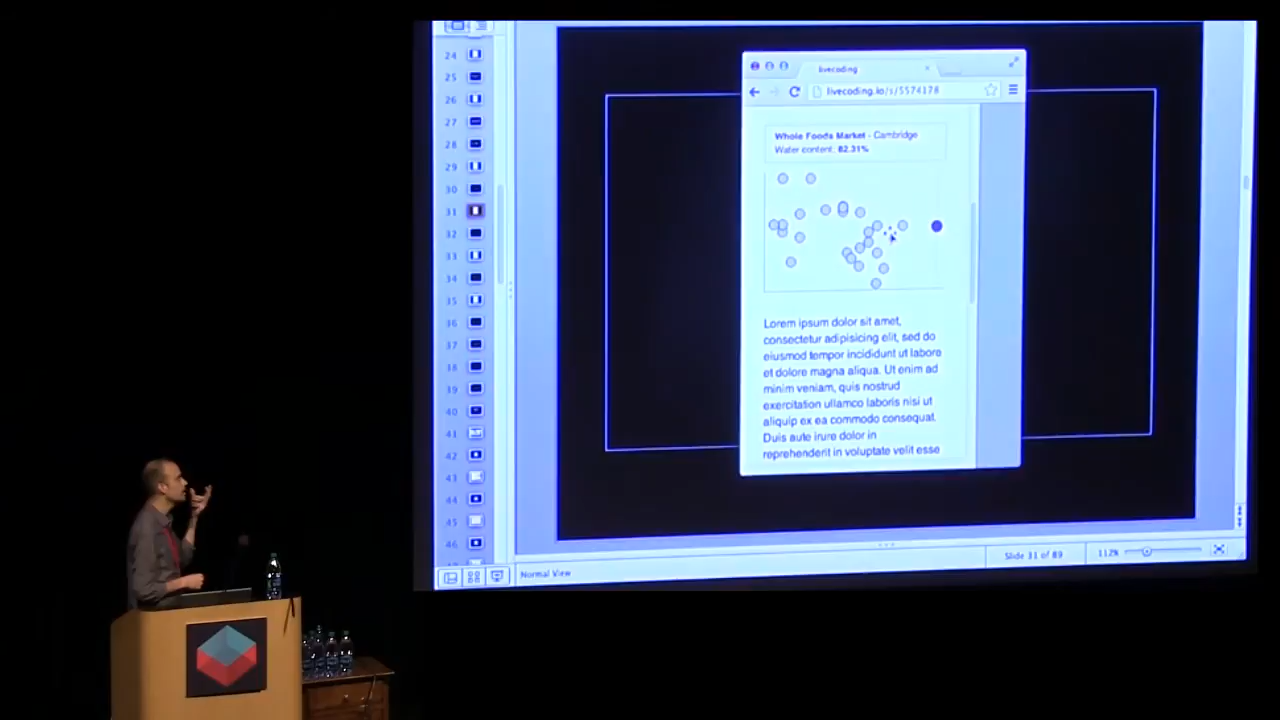 24
25
26
27
28
29
30
31
32
33
34
35
36
37
38
39
40
41
42
43
44
45
46
livecoding
livecoding.io/s/5574178
Whole Foods Market - Cambridge
Water content: 82.31%
Lorem ipsum dolor sit amet,
consectetur adipisicing elit, sed do
eiusmod tempor incididunt ut labore
et dolore magna aliqua. Ut enim ad
minim veniam, quis nostrud
exercitation ullamco laboris nisi ut
aliquip ex ea commodo consequat.
Duis aute irure dolor in
reprehenderit in voluptate velit esse
Normal View
Slide 31 of 89
112%